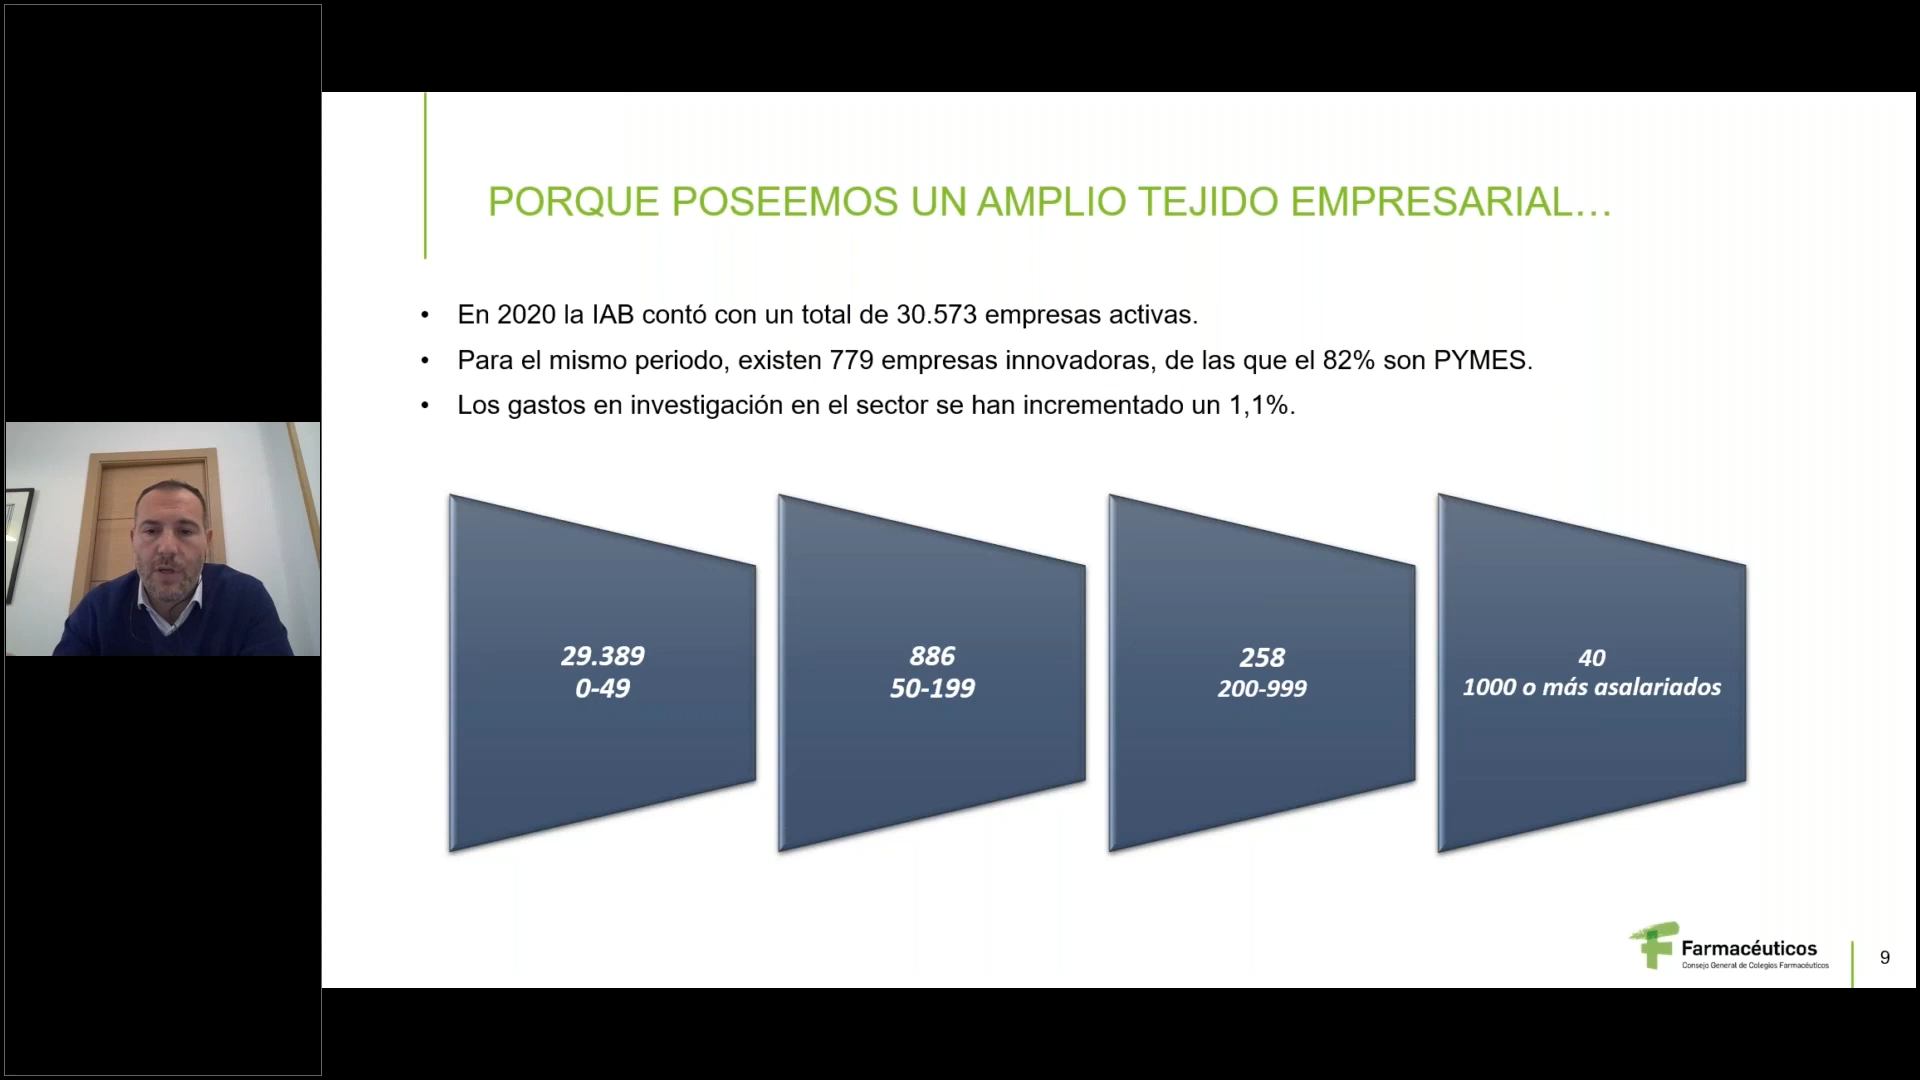 PORQUE POSEEMOS UN AMPLIO TEJIDO EMPRESARIAL...
• En 2020 la IAB contó con un total de 30.573 empresas activas.
• Para el mismo periodo, existen 779 empresas innovadoras, de las que el 82% son PYMES.
• Los gastos en investigación en el sector se han incrementado un 1,1%.
29.389
0-49
886
50-199
258
200-999
40
1000 o más asalariados
Farmacéuticos
Consejo General de Colegios Farmacéuticos
9